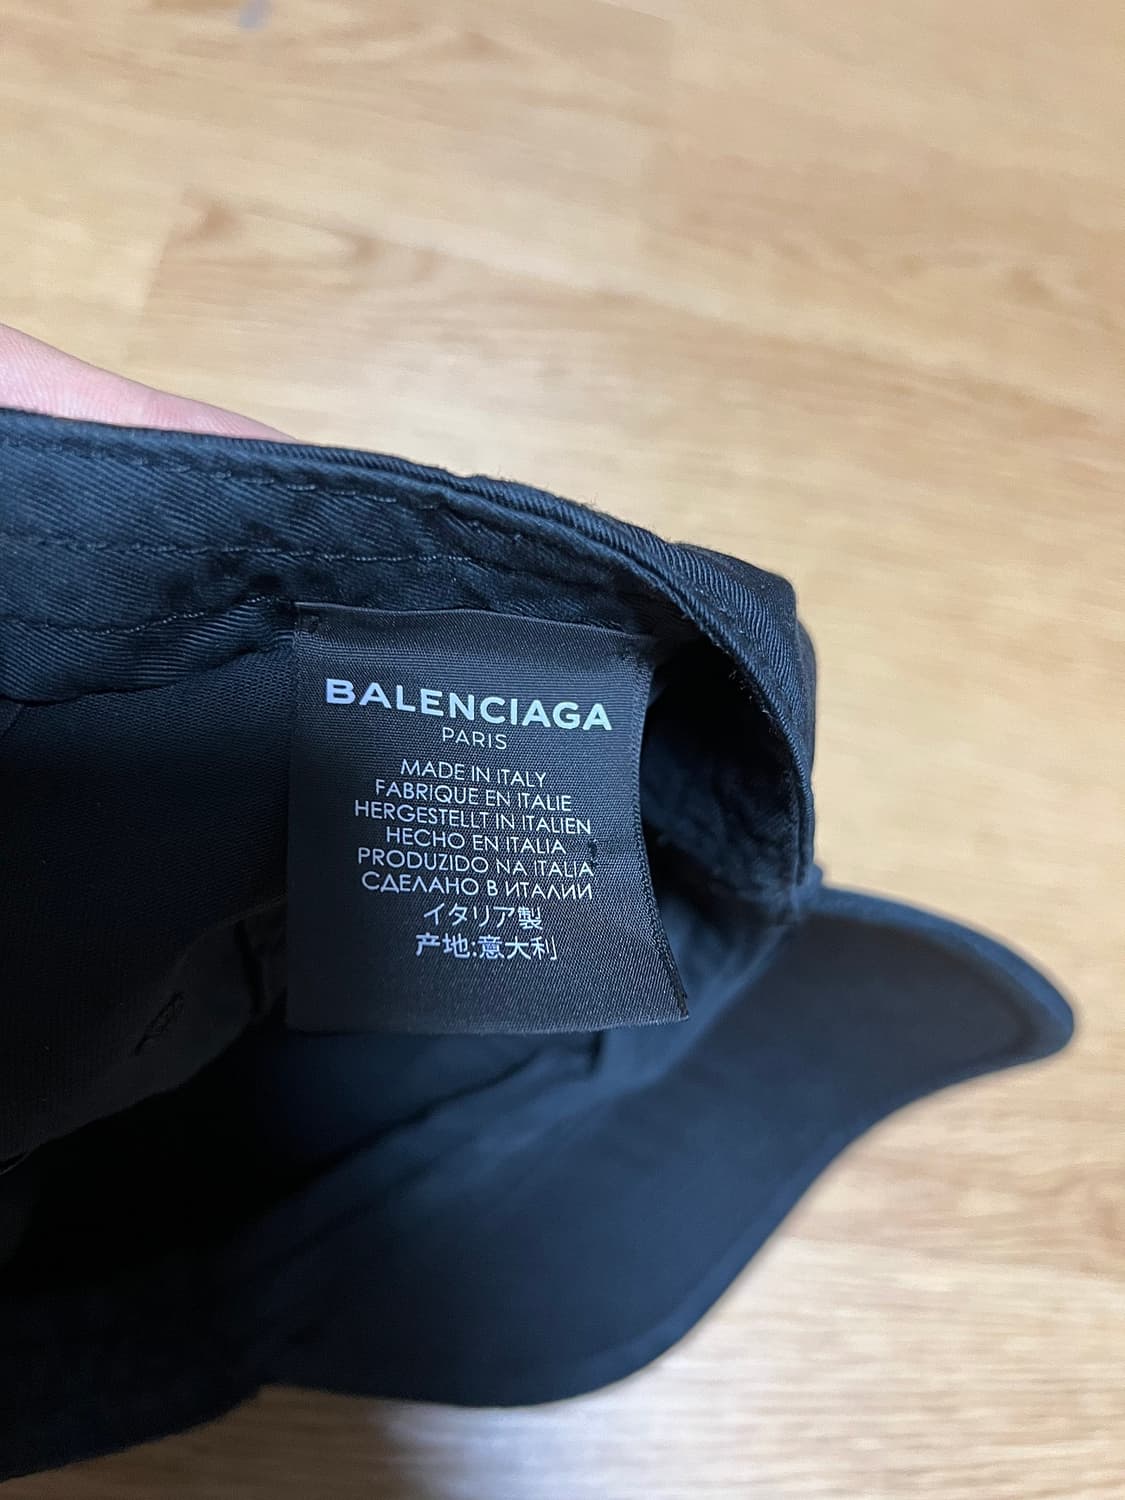 BALENCIAGA
PARIS
MADE IN ITALY
FABRIQUE EN ITALIE
HERGESTELLT IN ITALIEN
HECHO EN ITALIA
PRODUZIDO NA ITALIA
СДЕЛАНО В ИТАЛИИ
イタリア製
产地:意大利